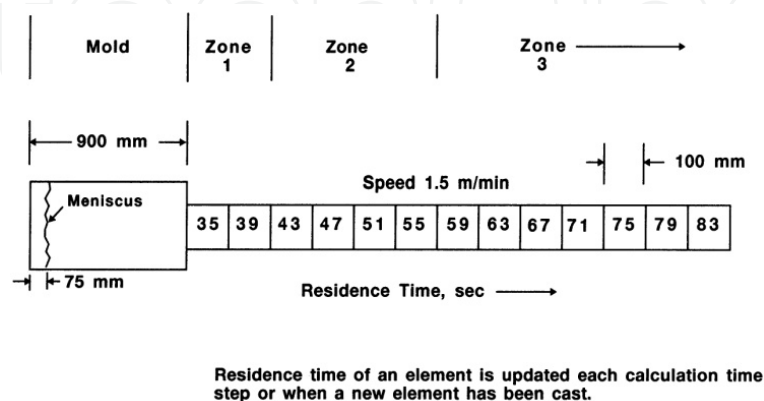 Mold
Zone
1
Zone
2
Zone
3
900 mm
100 mm
Speed 1.5 m/min
Meniscus
35 39 43 47 51 55 59 63 67 71 75 79 83
75 mm
Residence Time, sec
Residence time of an element is updated each calculation time
step or when a new element has been cast.